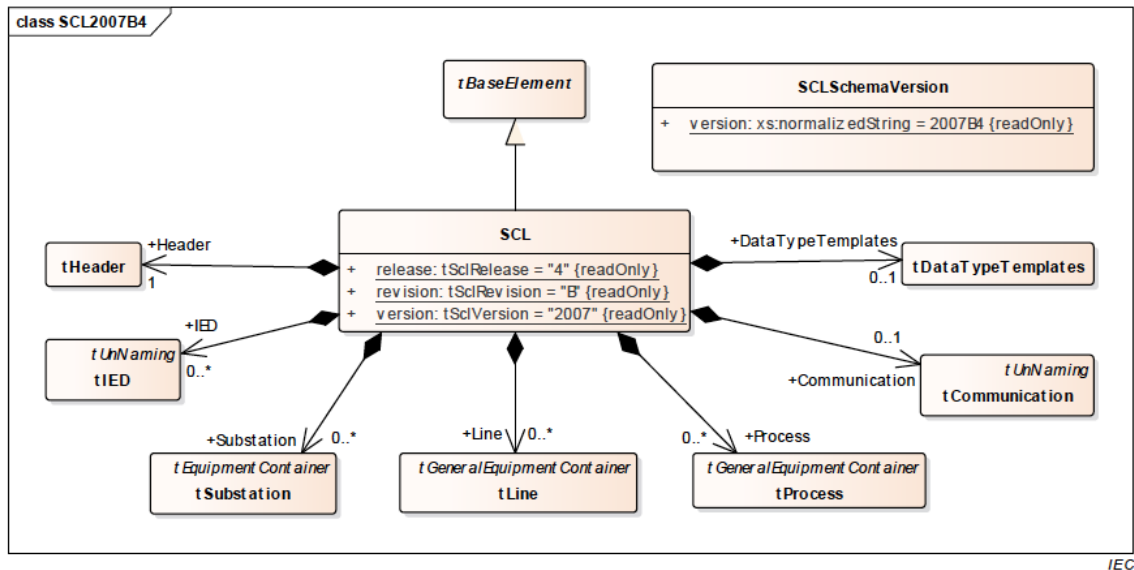 class SCL2007B4
tBaseElement
SCLSchemaVersion
+ version: xs:normalizedString = 2007B4 {readOnly}
SCL
+ release: tSclRelease = "4" {readOnly}
+ revision: tSclRevision = "B" {readOnly}
+ version: tSclVersion = "2007" {readOnly}
+Header
tHeader
1
+DataTypeTemplates
tDataTypeTemplates
0..1
+IED
tUnNaming
tIED
0..*
0..1
+Communication
tUnNaming
tCommunication
+Substation
0..*
tEquipmentContainer
tSubstation
+Line
0..*
tGeneralEquipmentContainer
tLine
0..*
+Process
tGeneralEquipmentContainer
tProcess
IEC